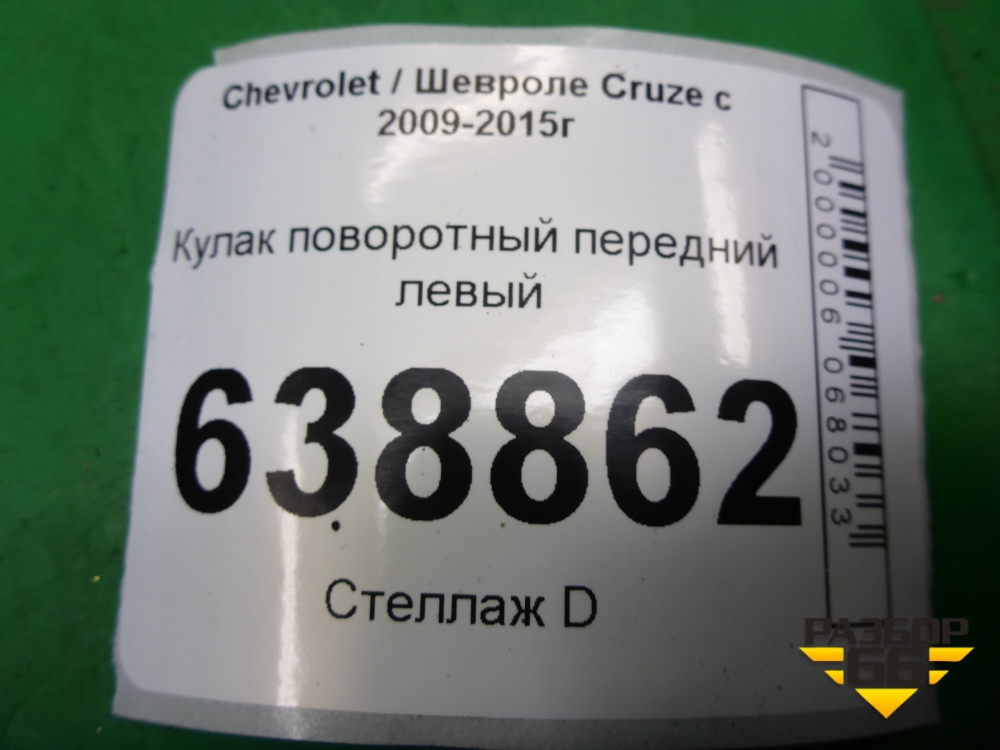 Chevrolet / Шевроле Cruze с
2009-2015г
Кулак поворотный передний
левый
638862
Стеллаж D
2000006068033
РАЗБОР
66